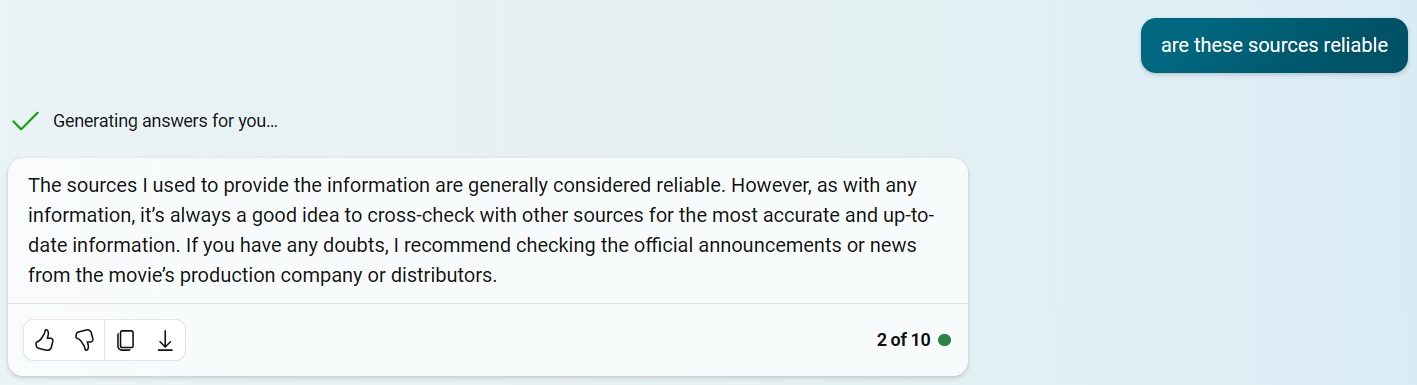 are these sources reliable
Generating answers for you...
The sources I used to provide the information are generally considered reliable. However, as with any
information, it’s always a good idea to cross-check with other sources for the most accurate and up-to-
date information. If you have any doubts, I recommend checking the official announcements or news
from the movie’s production company or distributors.
2 of 10